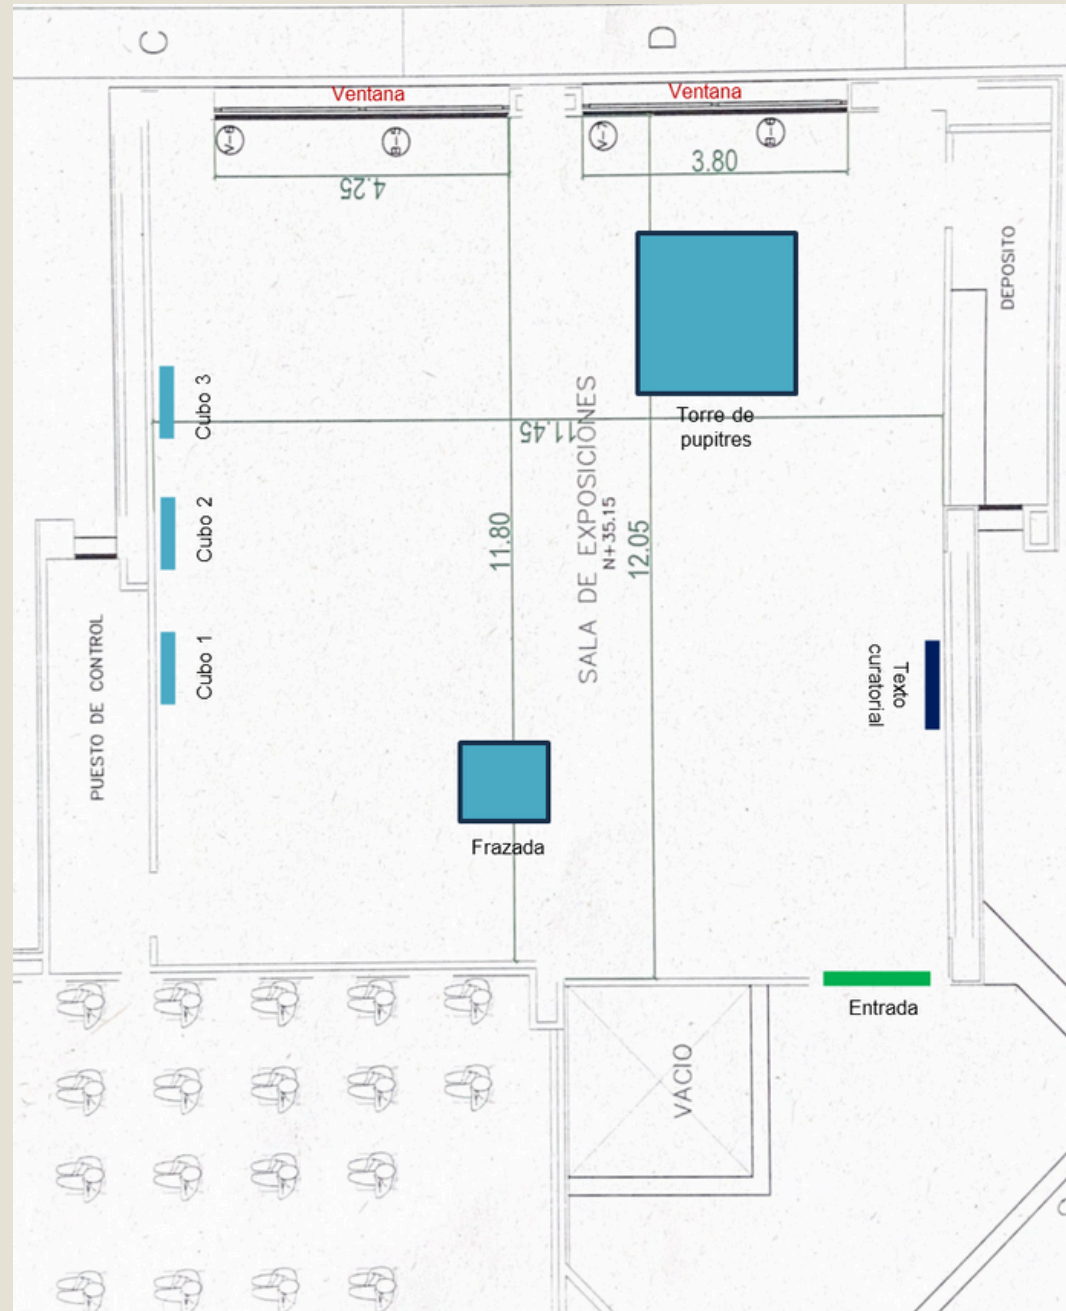 C
D
Ventana
Ventana
V-6
B-5
V-7
B-6
4.25
3.80
DEPOSITO
Cubo 3
Torre de
pupitres
11.45
SALA DE EXPOSICIONES
N+35.15
Cubo 2
11.80
12.05
Cubo 1
PUESTO DE CONTROL
Texto
curatorial
Frazada
Entrada
VACIO